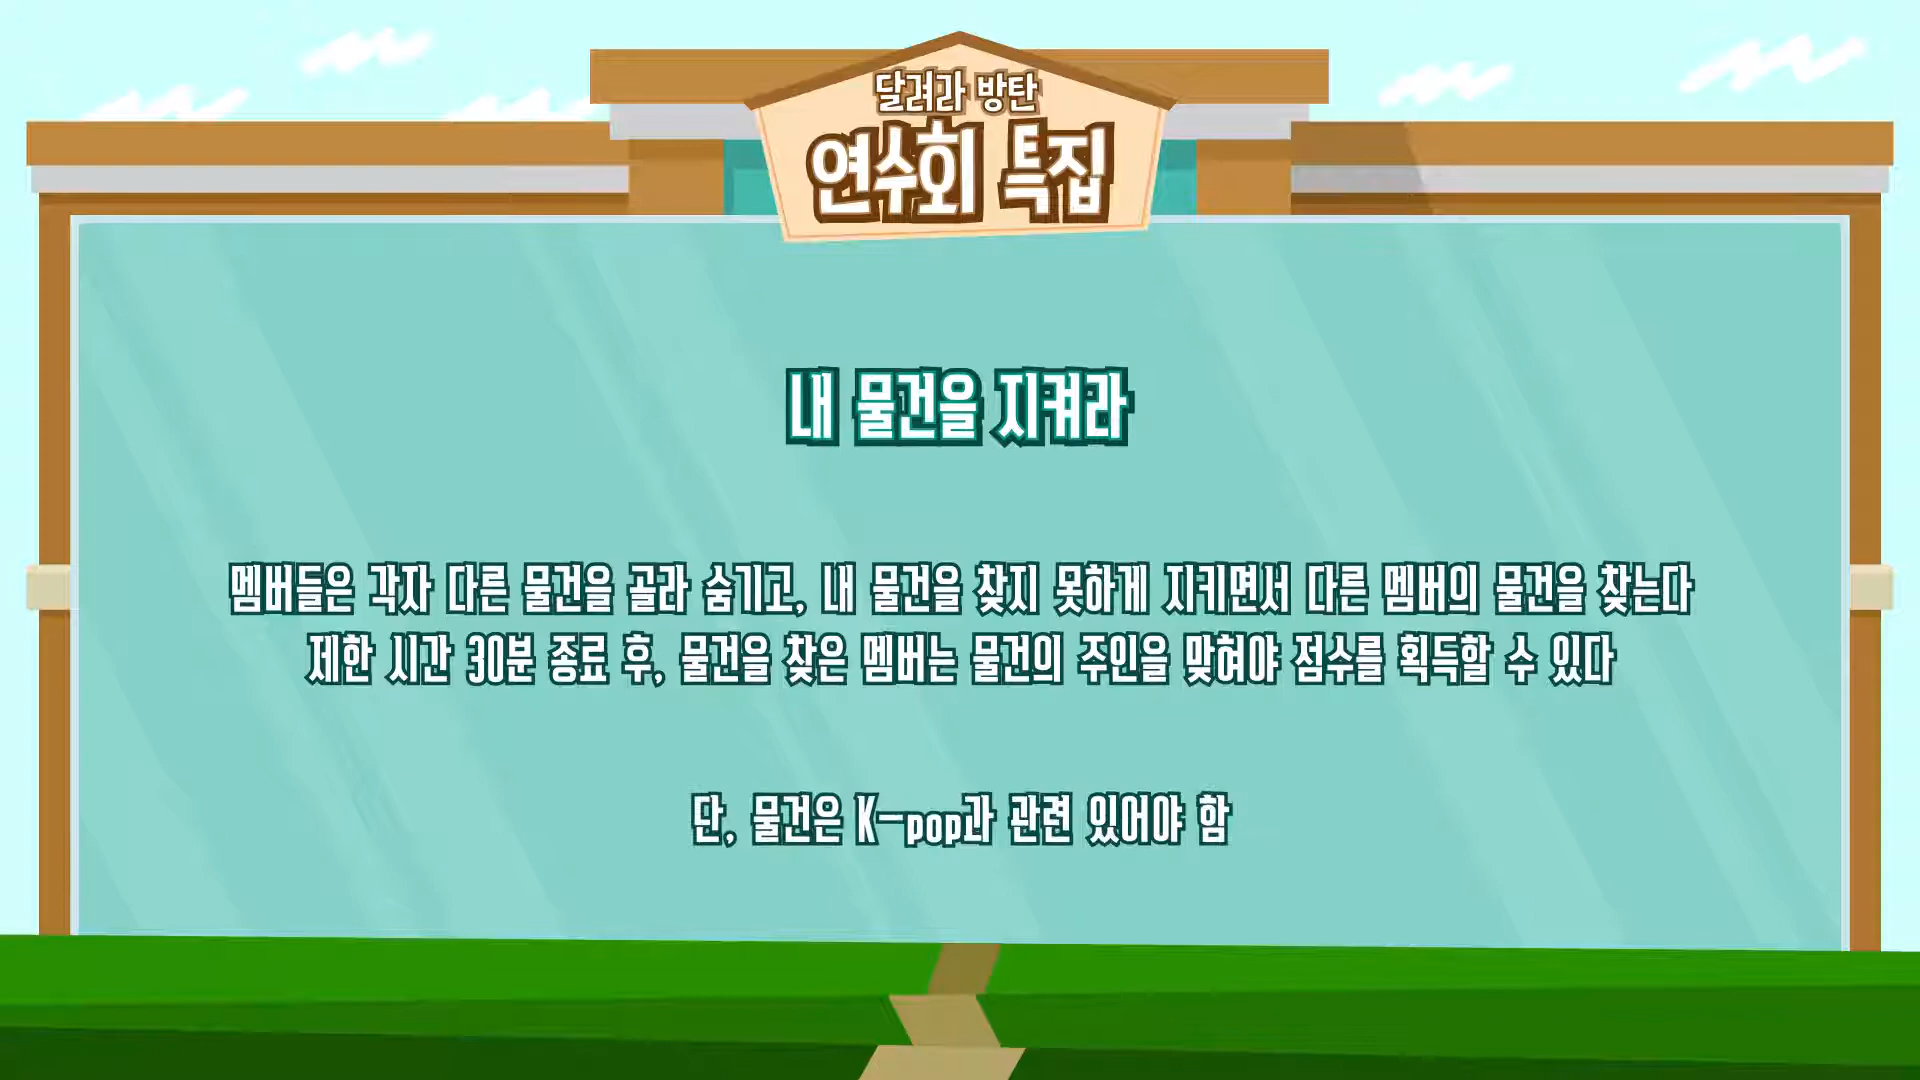 달려라 방탄
연수회 특집
내 물건을 지켜라
멤버들은 각자 다른 물건을 골라 숨기고, 내 물건을 찾지 못하게 지키면서 다른 멤버의 물건을 찾는다
제한 시간 30분 종료 후, 물건을 찾은 멤버는 물건의 주인을 맞혀야 점수를 획득할 수 있다
단, 물건은 K-pop과 관련 있어야 함